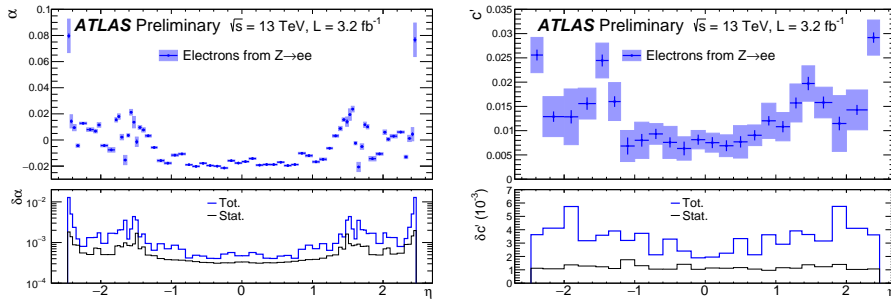 α
ATLAS Preliminary √s = 13 TeV, L = 3.2 fb⁻¹
Electrons from Z→ee
0.1
0.08
0.06
0.04
0.02
0
−0.02
δα
10⁻²
10⁻³
10⁻⁴
Tot.
Stat.
−2 −1 0 1 2 η
c'
ATLAS Preliminary √s = 13 TeV, L = 3.2 fb⁻¹
Electrons from Z→ee
0.035
0.03
0.025
0.02
0.015
0.01
0.005
0
δc' (10⁻³)
7
6
5
4
3
2
1
0
Tot.
Stat.
−2 −1 0 1 2